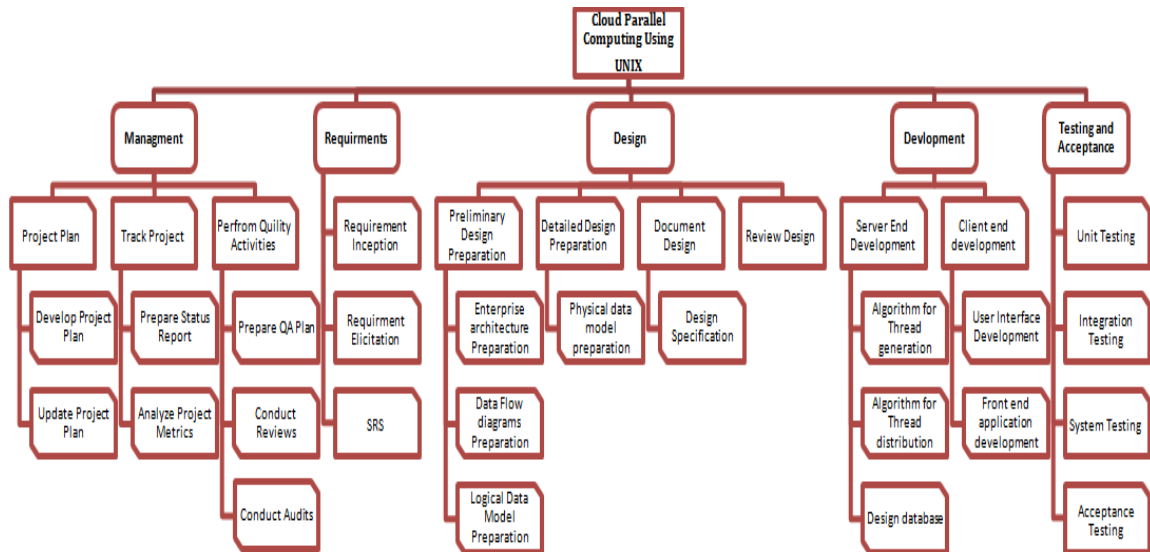 Cloud Parallel
Computing Using
UNIX
Managment
Requirments
Design
Devlopment
Testing and
Acceptance
Project Plan
Track Project
Perfrom Quility
Activities
Requirement
Inception
Preliminary
Design
Preparation
Detailed Design
Preparation
Document
Design
Review Design
Server End
Development
Client end
development
Unit Testing
Develop Project
Plan
Prepare Status
Report
Prepare QA Plan
Requirment
Elicitation
Enterprise
architecture
Preparation
Physical data
model
preparation
Design
Specification
Algorithm for
Thread
generation
User Interface
Development
Integration
Testing
Update Project
Plan
Analyze Project
Metrics
Conduct
Reviews
SRS
Data Flow
diagrams
Preparation
Algorithm for
Thread
distribution
Front end
application
development
System Testing
Conduct Audits
Logical Data
Model
Preparation
Design database
Acceptance
Testing